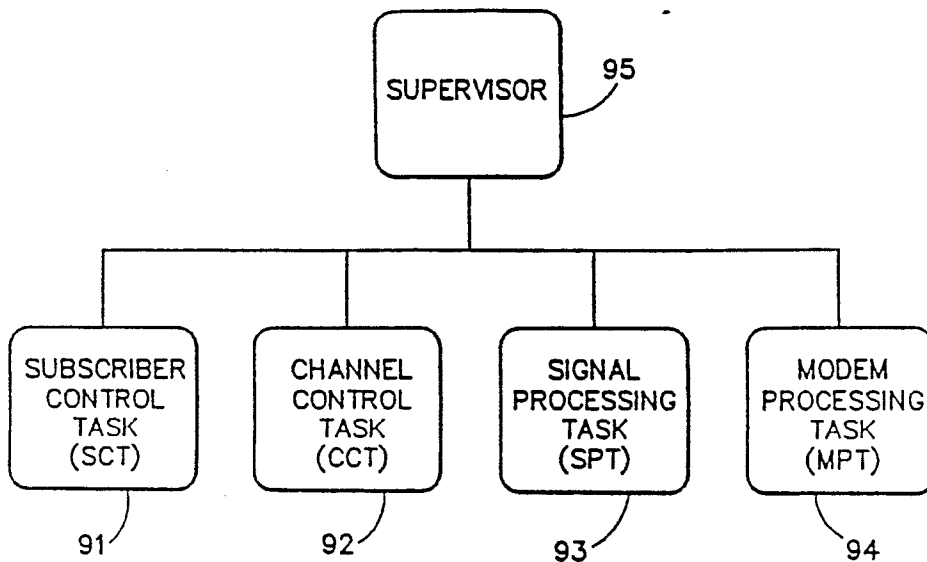 SUPERVISOR
95
SUBSCRIBER
CONTROL
TASK
(SCT)
91
CHANNEL
CONTROL
TASK
(CCT)
92
SIGNAL
PROCESSING
TASK
(SPT)
93
MODEM
PROCESSING
TASK
(MPT)
94